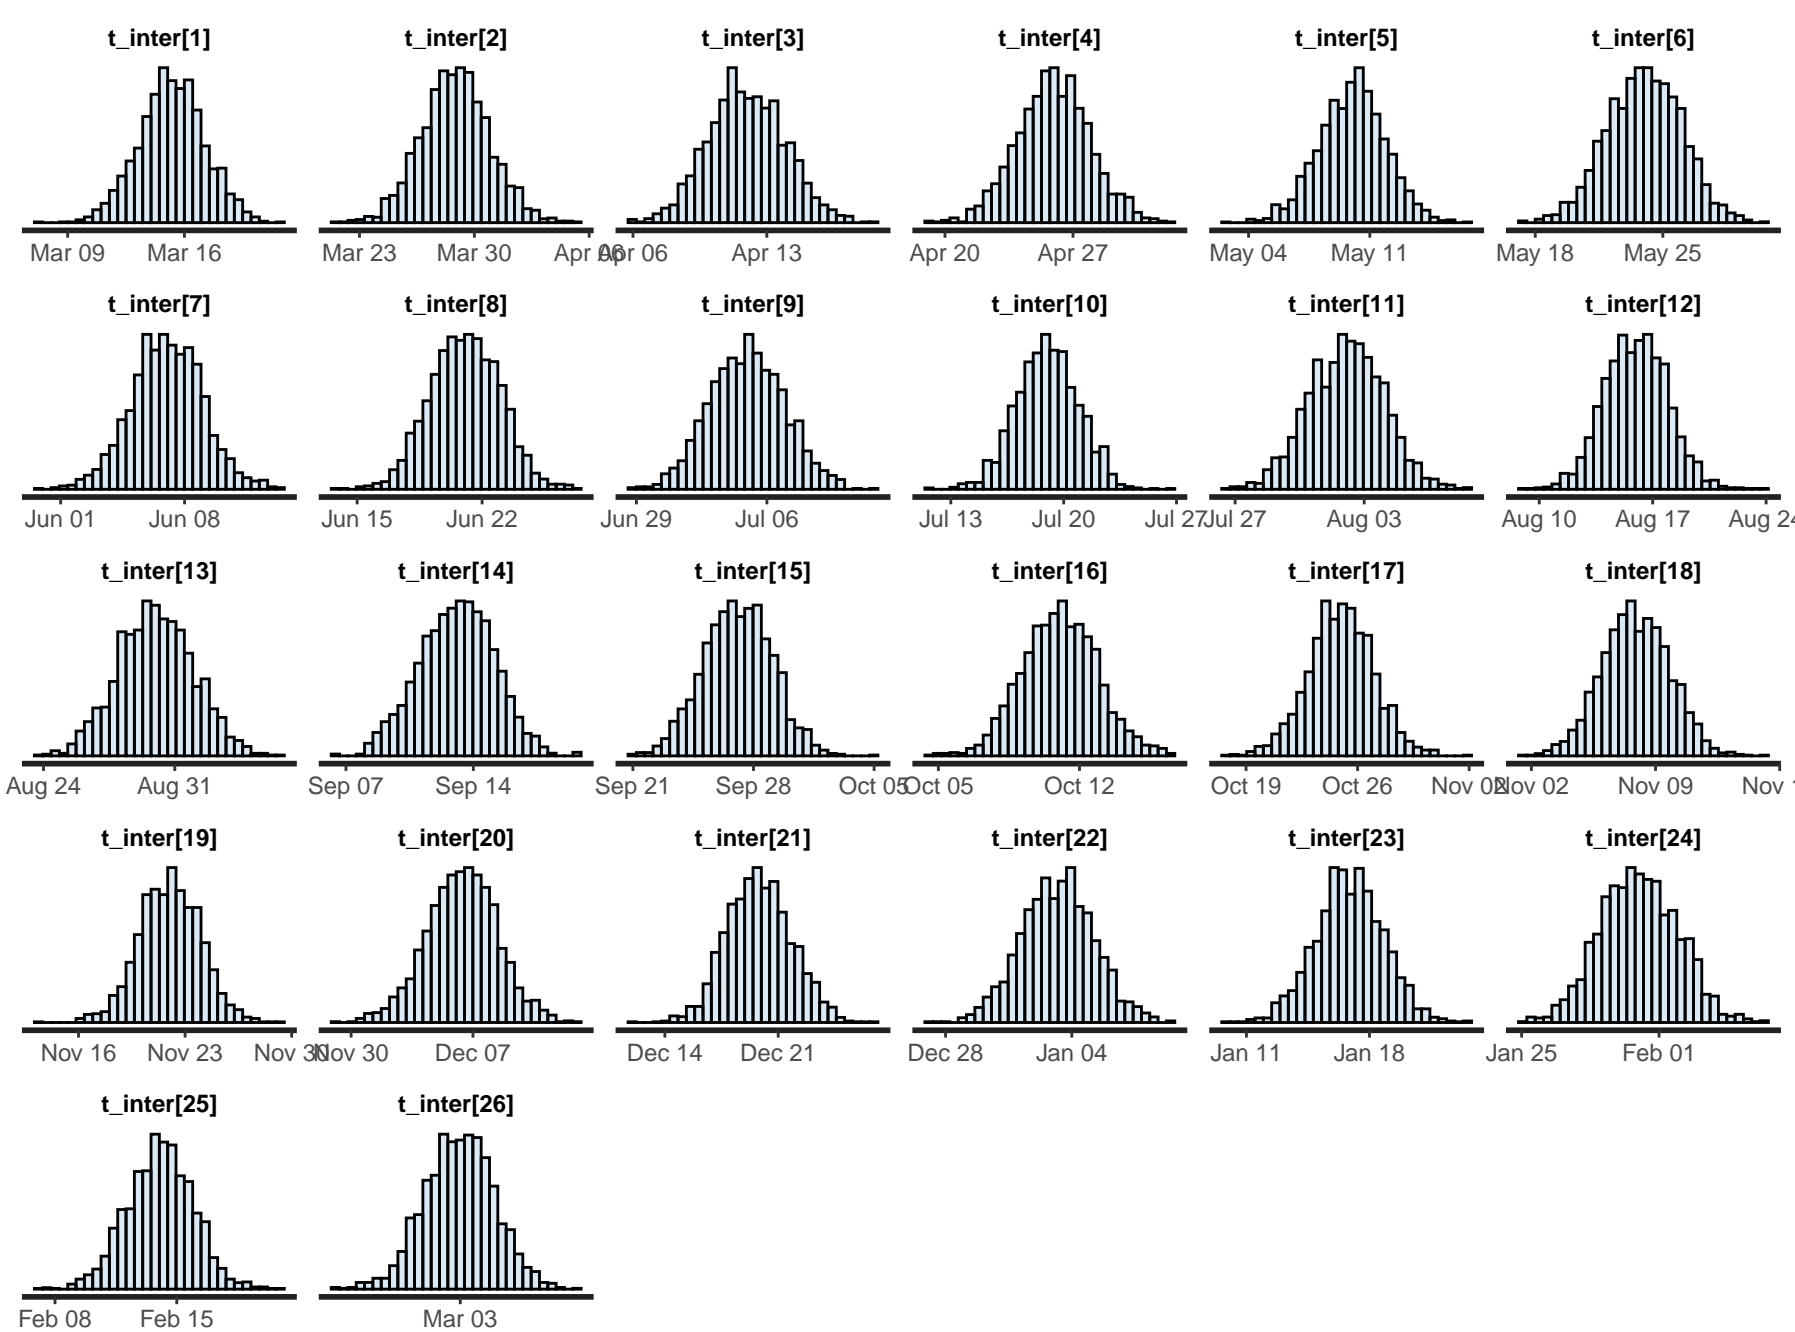 t_inter[1] t_inter[2] t_inter[3] t_inter[4] t_inter[5] t_inter[6]
Mar 09 Mar 16 Mar 23 Mar 30 Apr 06 Apr 06 Apr 13 Apr 20 Apr 27 May 04 May 11 May 18 May 25
t_inter[7] t_inter[8] t_inter[9] t_inter[10] t_inter[11] t_inter[12]
Jun 01 Jun 08 Jun 15 Jun 22 Jun 29 Jul 06 Jul 13 Jul 20 Jul 27 Jul 27 Aug 03 Aug 10 Aug 17 Aug 24
t_inter[13] t_inter[14] t_inter[15] t_inter[16] t_inter[17] t_inter[18]
Aug 24 Aug 31 Sep 07 Sep 14 Sep 21 Sep 28 Oct 05 Oct 05 Oct 12 Oct 19 Oct 26 Nov 02 Nov 02 Nov 09 Nov
t_inter[19] t_inter[20] t_inter[21] t_inter[22] t_inter[23] t_inter[24]
Nov 16 Nov 23 Nov 30 Nov 30 Dec 07 Dec 14 Dec 21 Dec 28 Jan 04 Jan 11 Jan 18 Jan 25 Feb 01
t_inter[25] t_inter[26]
Feb 08 Feb 15 Mar 03